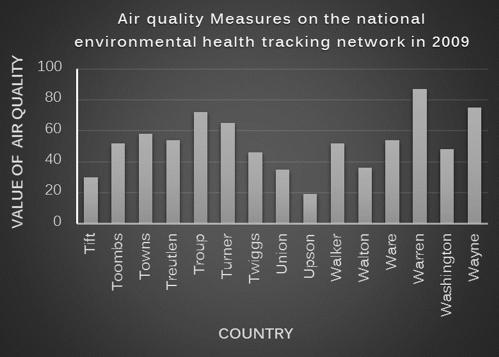 Air quality Measures on the national
environmental health tracking network in 2009
VALUE OF AIR QUALITY
100
80
60
40
20
0
Tift
Toombs
Towns
Treutlen
Troup
Turner
Twiggs
Union
Upson
Walker
Walton
Ware
Warren
Washington
Wayne
COUNTRY